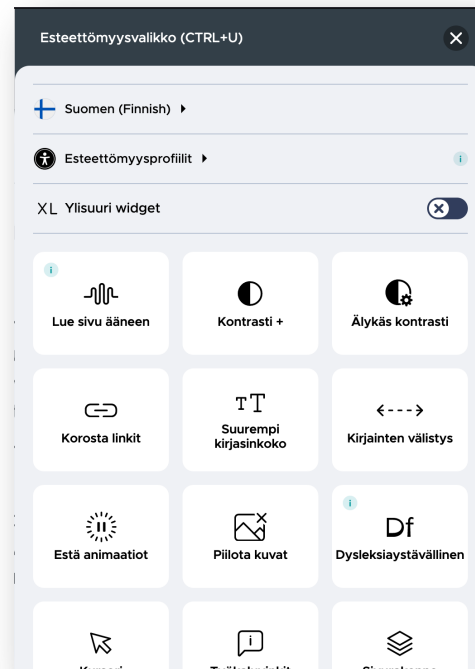 Esteettömyysvalikko (CTRL+U)
Suomen (Finnish)
Esteettömyysprofiilit
i
XL Ylisuuri widget
i
Lue sivu ääneen
Kontrasti +
Älykäs kontrasti
Korosta linkit
TT
Suurempi
kirjasinkoko
Kirjainten välistys
Estä animaatiot
Piilota kuvat
i
Df
Dysleksiaystävällinen
i